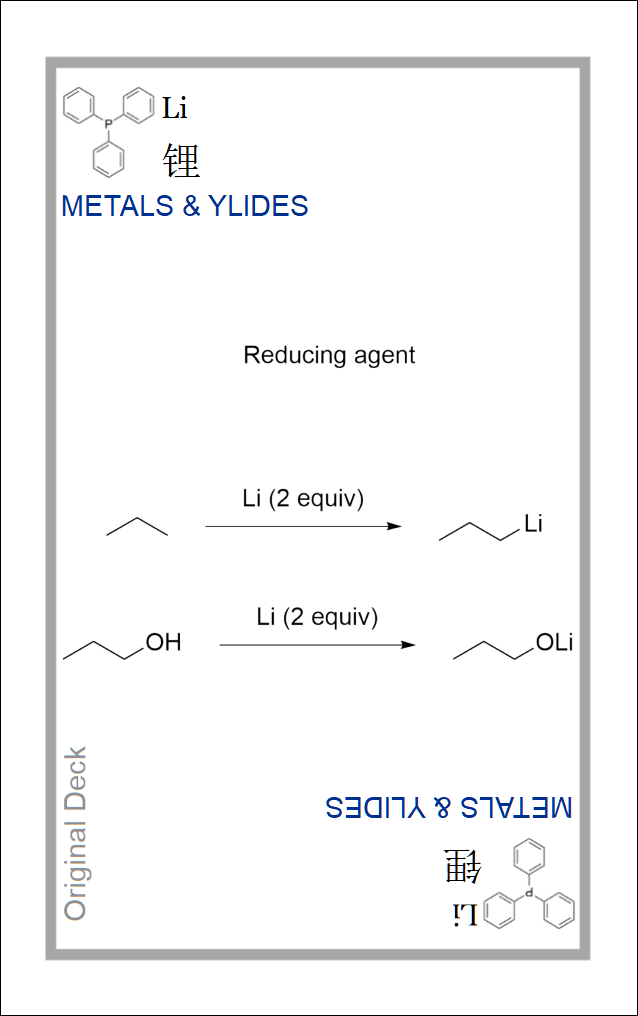 P
Li
锂
METALS & YLIDES
Reducing agent
Li (2 equiv)
Li
Li (2 equiv)
OH
OLi
Original Deck
METALS & YLIDES
锂
P
Li